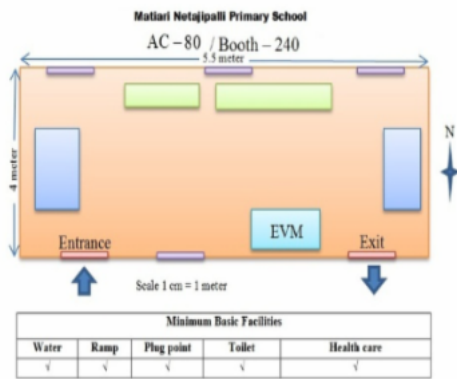 Matiari Netajipalli Primary School
AC – 80 / Booth – 240
5.5 meter
4 meter
N
EVM
Entrance
Exit
Scale 1 cm = 1 meter
Minimum Basic Facilities
Water Ramp Plug point Toilet Health care
√ √ √ √ √